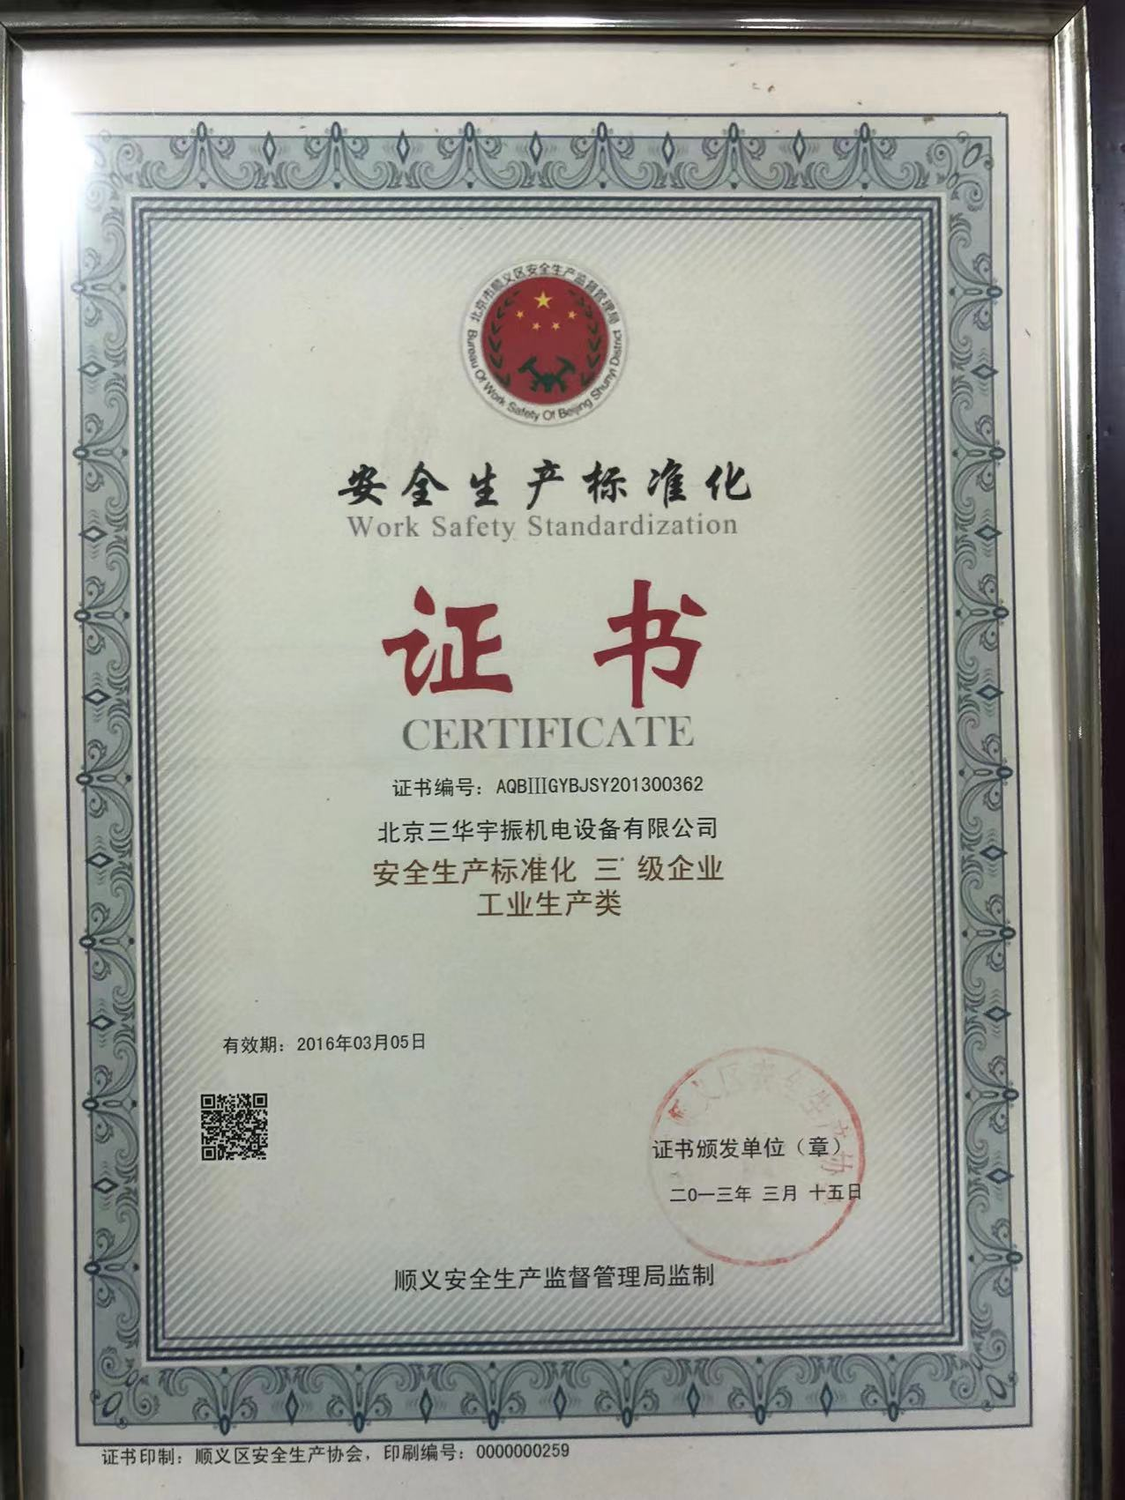 北京市顺义区安全生产监督管理局
Bureau Of Work Safety Of Beijing Shunyi District
安全生产标准化
Work Safety Standardization
证 书
CERTIFICATE
证书编号：AQBIIIGYBJSY201300362
北京三华宇振机电设备有限公司
安全生产标准化 三 级企业
工业生产类
有效期：2016年03月05日
义区安全生产协
证书颁发单位（章）
二0一三年 三月 十五日
顺义安全生产监督管理局监制
证书印制：顺义区安全生产协会，印刷编号：0000000259